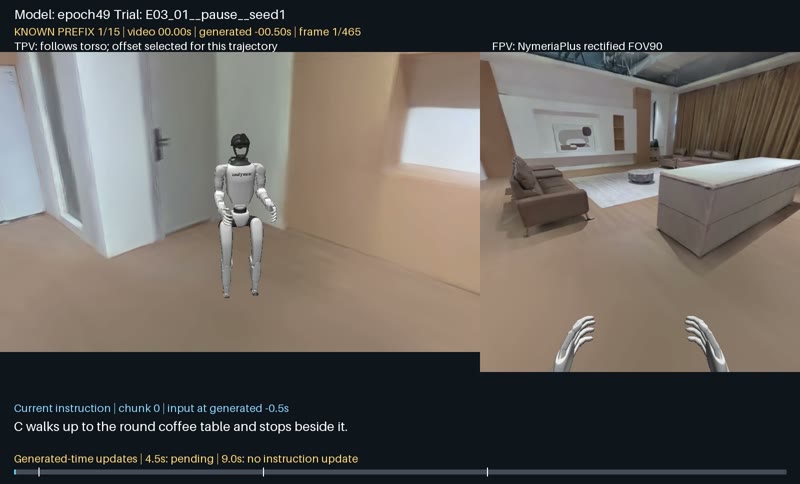 Model: epoch49 Trial: E03_01__pause__seed1
KNOWN PREFIX 1/15 | video 00.00s | generated -00.50s | frame 1/465
TPV: follows torso; offset selected for this trajectory
FPV: NymeriaPlus rectified FOV90
Current instruction | chunk 0 | input at generated -0.5s
C walks up to the round coffee table and stops beside it.
Generated-time updates | 4.5s: pending | 9.0s: no instruction update